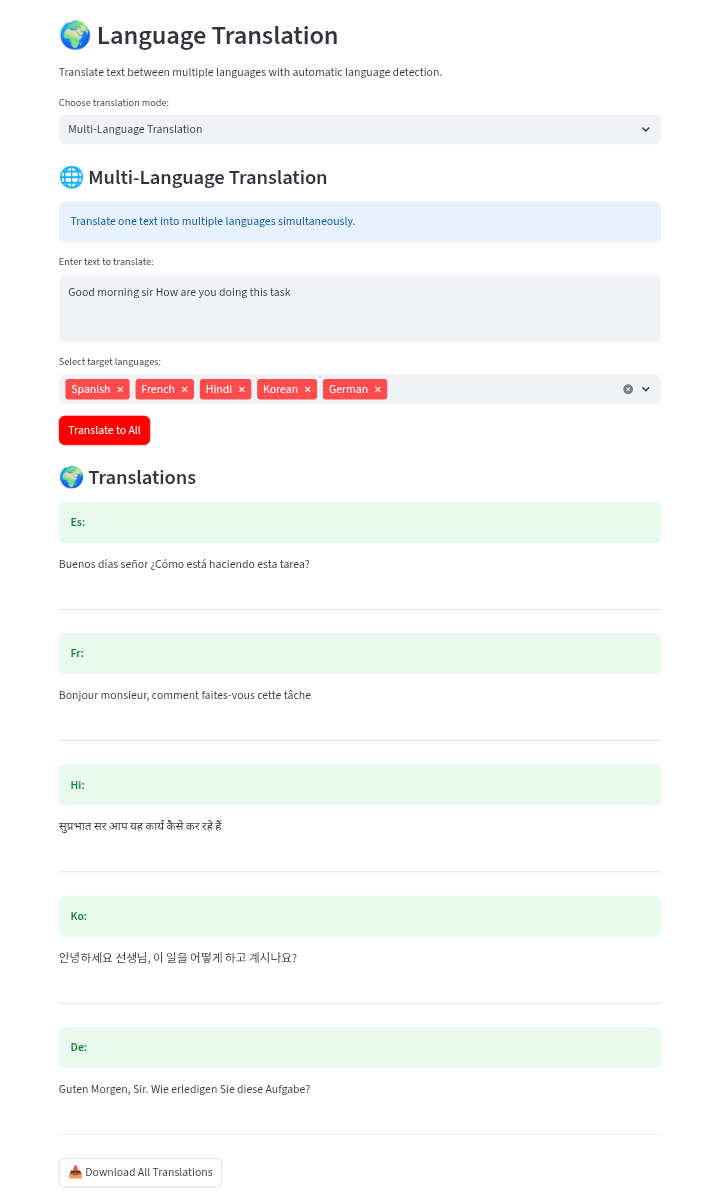 🌍 Language Translation
Translate text between multiple languages with automatic language detection.
Choose translation mode:
Multi-Language Translation
🌐 Multi-Language Translation
Translate one text into multiple languages simultaneously.
Enter text to translate:
Good morning sir How are you doing this task
Select target languages:
Spanish × French × Hindi × Korean × German ×
Translate to All
🌍 Translations
Es:
Buenos días señor ¿Cómo está haciendo esta tarea?
Fr:
Bonjour monsieur, comment faites-vous cette tâche
Hi:
सुप्रभात सर आप यह कार्य कैसे कर रहे हैं
Ko:
안녕하세요 선생님, 이 일을 어떻게 하고 계시나요?
De:
Guten Morgen, Sir. Wie erledigen Sie diese Aufgabe?
📥 Download All Translations